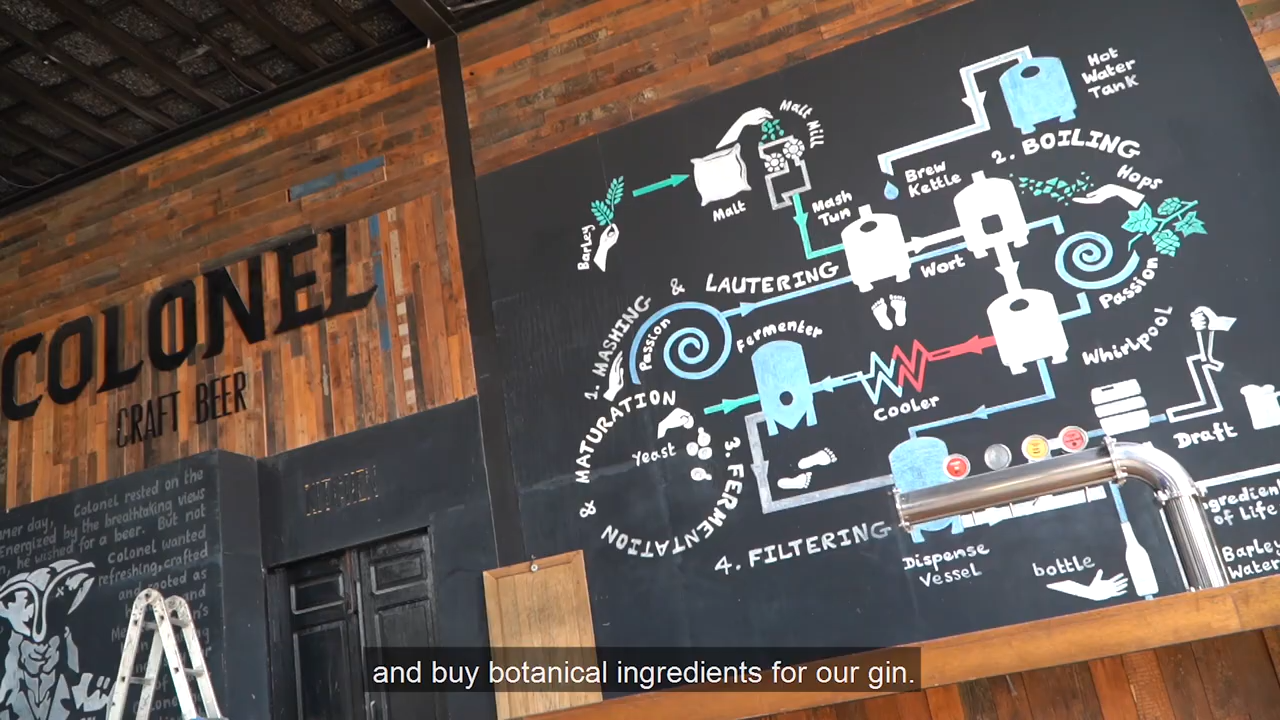 COLONEL
CRAFT BEER
KITCHEN
Colonel rested on the
Energized by the breathtaking views
he wished for a beer. But not
Colonel wanted
refreshing, crafted
and rooted as
and
Hot
Water
Tank
2. BOILING
Malt Mill
Hops
Brew
Kettle
Malt
Mash
Tun
Barley
Wort
Passion
1. MASHING & LAUTERING
Passion
Fermenter
Whirlpool
Cooler
Yeast
Draft
3. FERMENTATION & MATURATION
4. FILTERING
Dispense
Vessel
bottle
of Life
Barley
Water
and buy botanical ingredients for our gin.